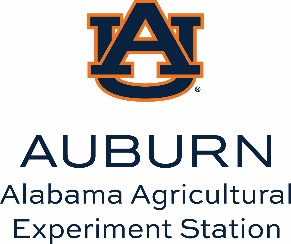 AU
®
AUBURN
Alabama Agricultural
Experiment Station